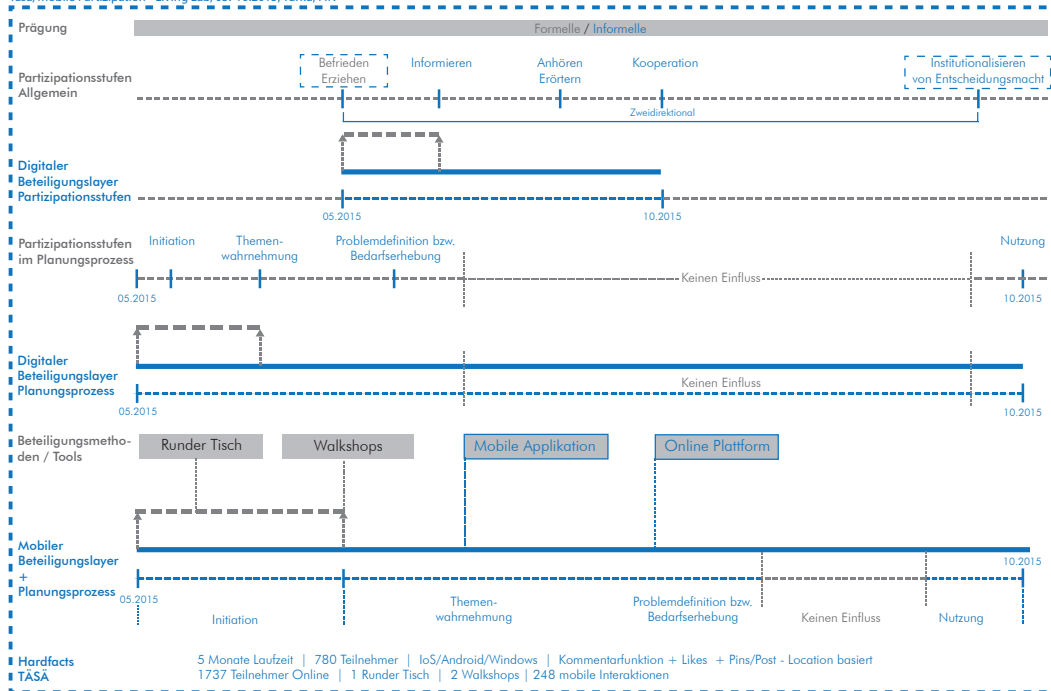 Prägung
Formelle / Informelle
Partizipationsstufen
Allgemein
Befrieden
Erziehen
Informieren
Anhören
Erörtern
Kooperation
Institutionalisieren
von Entscheidungsmacht
Zweidirektional
Digitaler
Beteiligungslayer
Partizipationsstufen
05.2015
10.2015
Partizipationsstufen
im Planungsprozess
Initiation
Themen-
wahrnehmung
Problemdefinition bzw.
Bedarfserhebung
Keinen Einfluss
Nutzung
05.2015
10.2015
Digitaler
Beteiligungslayer
Planungsprozess
Keinen Einfluss
05.2015
10.2015
Beteiligungsmetho-
den / Tools
Runder Tisch
Walkshops
Mobile Applikation
Online Plattform
Mobiler
Beteiligungslayer
+
Planungsprozess
05.2015
10.2015
Initiation
Themen-
wahrnehmung
Problemdefinition bzw.
Bedarfserhebung
Keinen Einfluss
Nutzung
Hardfacts
TÄSÄ
5 Monate Laufzeit | 780 Teilnehmer | IoS/Android/Windows | Kommentarfunktion + Likes + Pins/Post - Location basiert
1737 Teilnehmer Online | 1 Runder Tisch | 2 Walkshops | 248 mobile Interaktionen